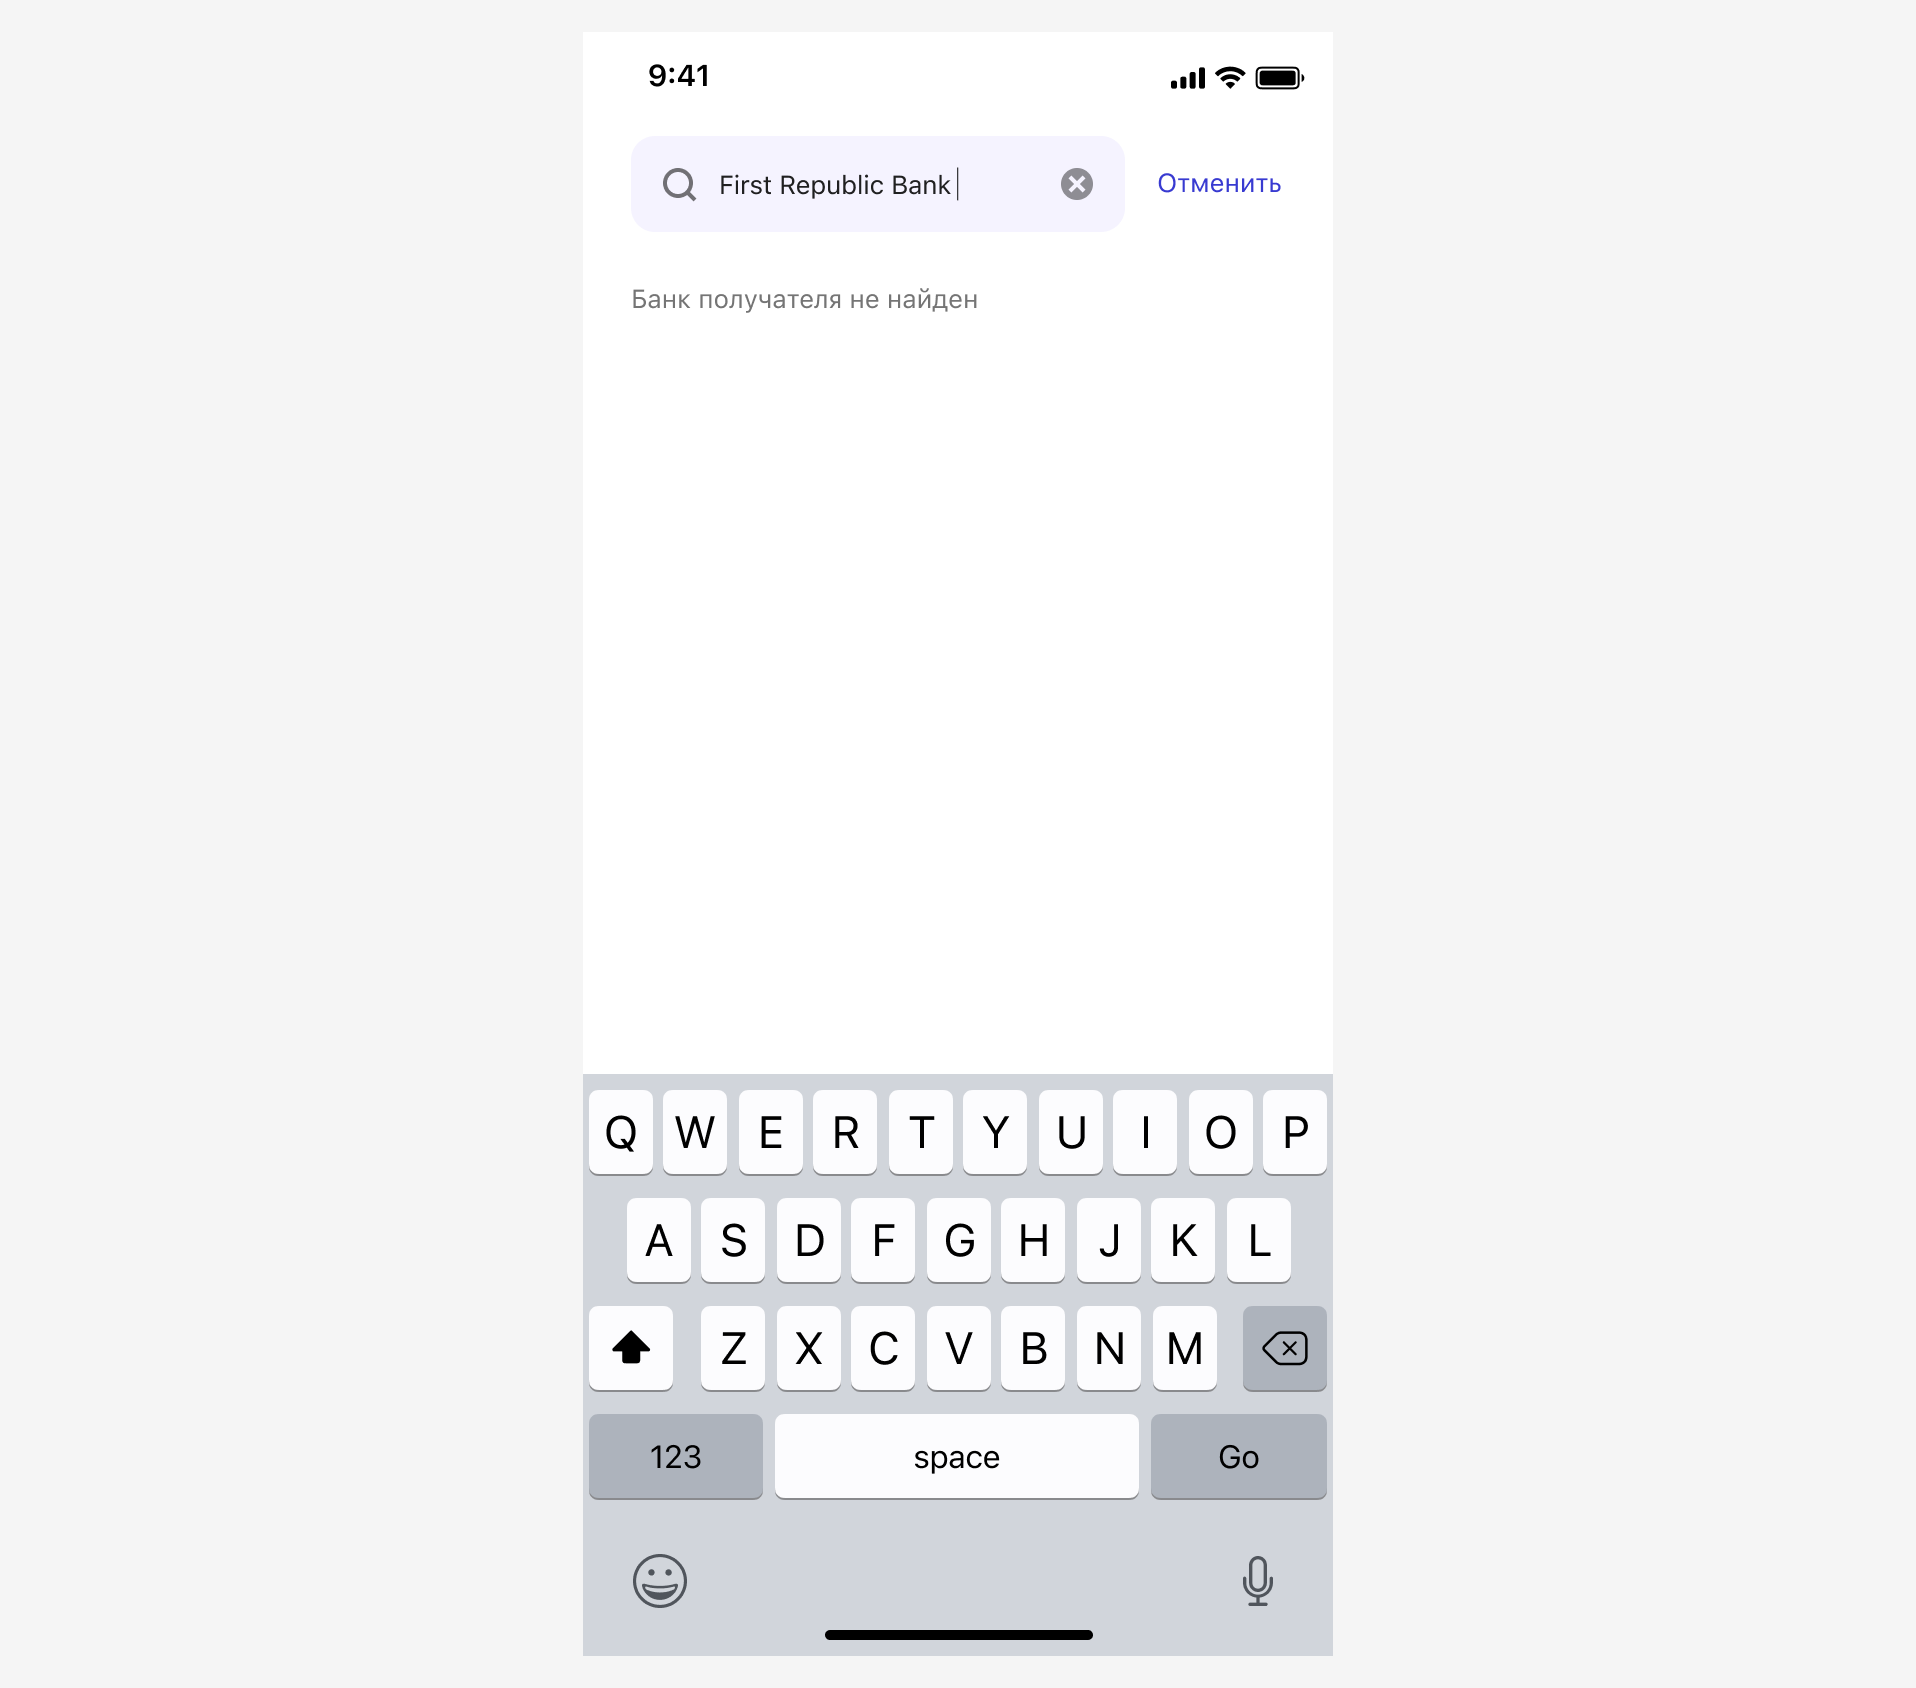 9:41
First Republic Bank
Отменить
Банк получателя не найден
Q W E R T Y U I O P
A S D F G H J K L
Z X C V B N M
123 space Go